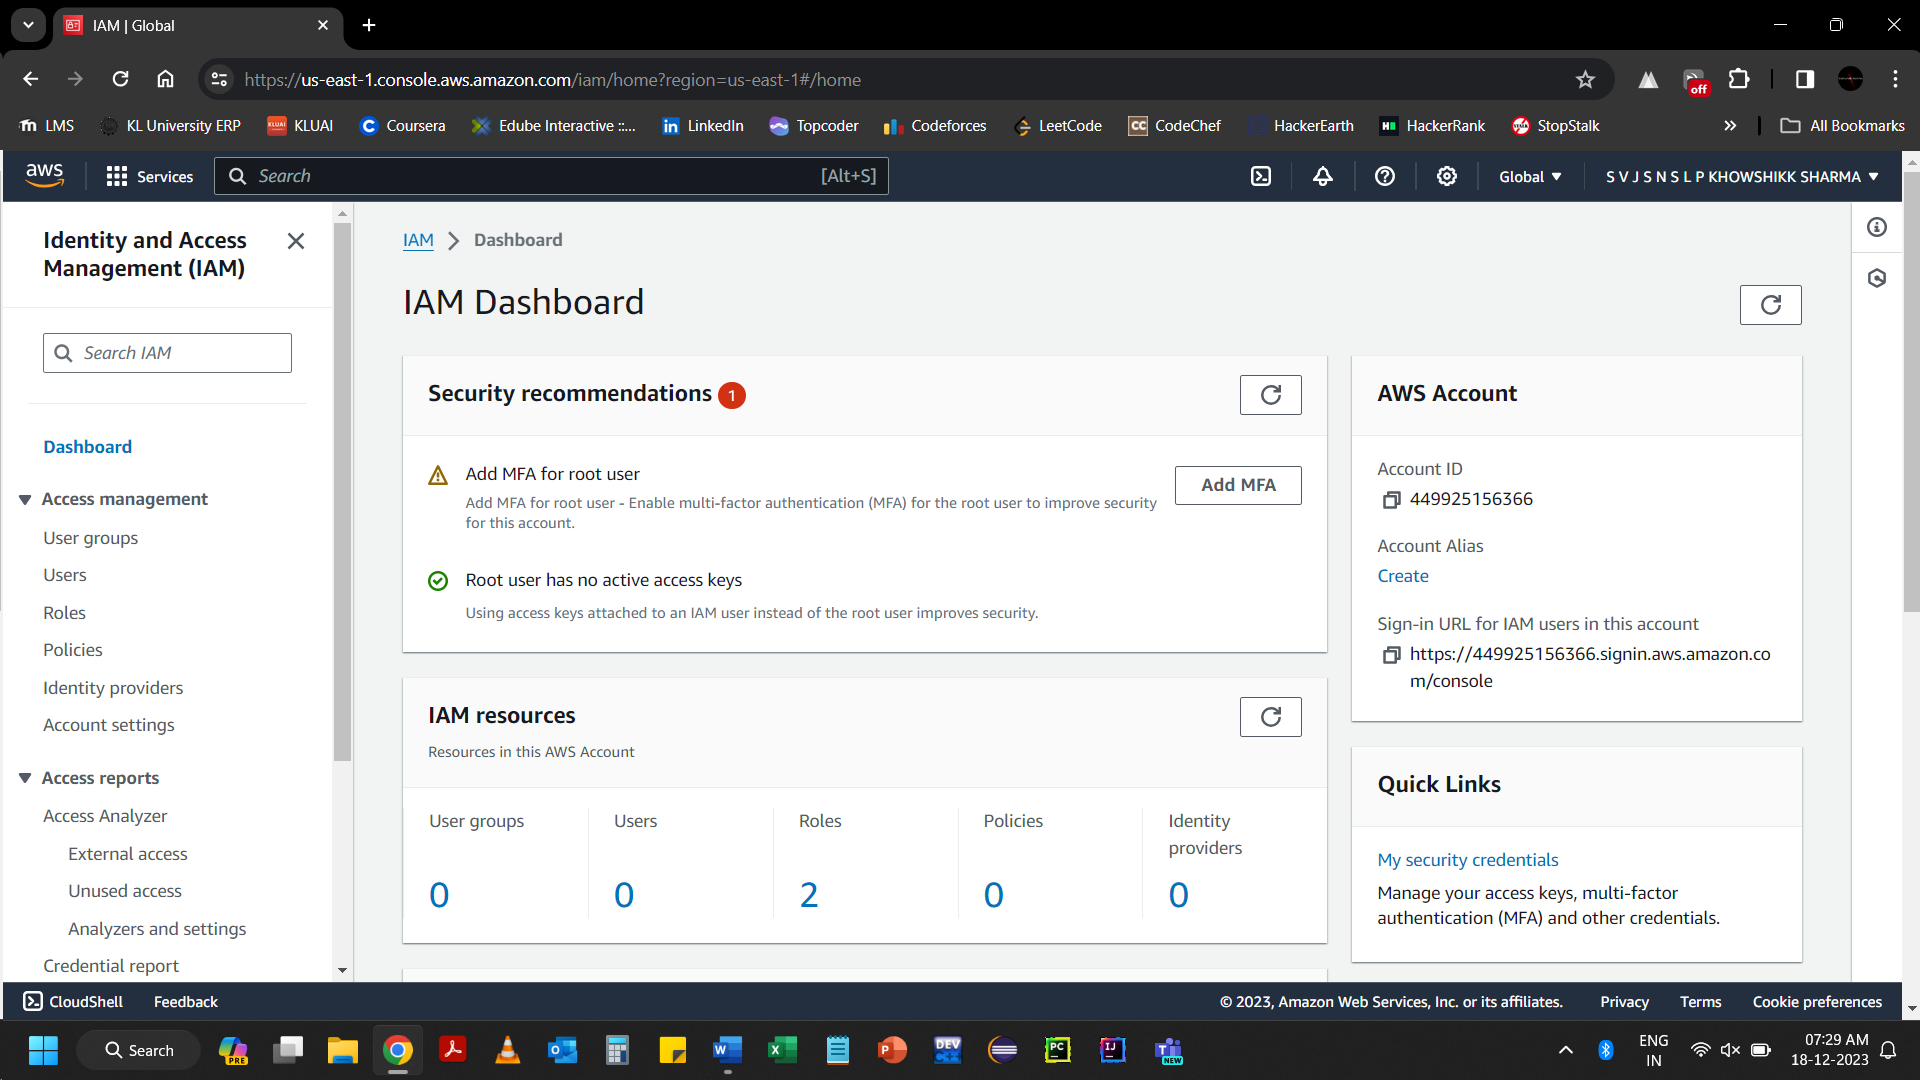 IAM | Global
https://us-east-1.console.aws.amazon.com/iam/home?region=us-east-1#/home
off
LMS
KL University ERP
KLUAI
Coursera
Edube Interactive ::...
LinkedIn
Topcoder
Codeforces
LeetCode
CodeChef
HackerEarth
HackerRank
StopStalk
All Bookmarks
aws
Services
Search
[Alt+S]
Global
S V J S N S L P KHOWSHIKK SHARMA
Identity and Access
Management (IAM)
Search IAM
Dashboard
Access management
User groups
Users
Roles
Policies
Identity providers
Account settings
Access reports
Access Analyzer
External access
Unused access
Analyzers and settings
Credential report
IAM
Dashboard
IAM Dashboard
Security recommendations 1
Add MFA for root user
Add MFA for root user - Enable multi-factor authentication (MFA) for the root user to improve security
for this account.
Add MFA
Root user has no active access keys
Using access keys attached to an IAM user instead of the root user improves security.
IAM resources
Resources in this AWS Account
User groups
0
Users
0
Roles
2
Policies
0
Identity
providers
0
AWS Account
Account ID
449925156366
Account Alias
Create
Sign-in URL for IAM users in this account
https://449925156366.signin.aws.amazon.co
m/console
Quick Links
My security credentials
Manage your access keys, multi-factor
authentication (MFA) and other credentials.
CloudShell
Feedback
© 2023, Amazon Web Services, Inc. or its affiliates.
Privacy
Terms
Cookie preferences
Search
PRE
DEV
C++
PC
IJ
NEW
ENG
IN
07:29 AM
18-12-2023